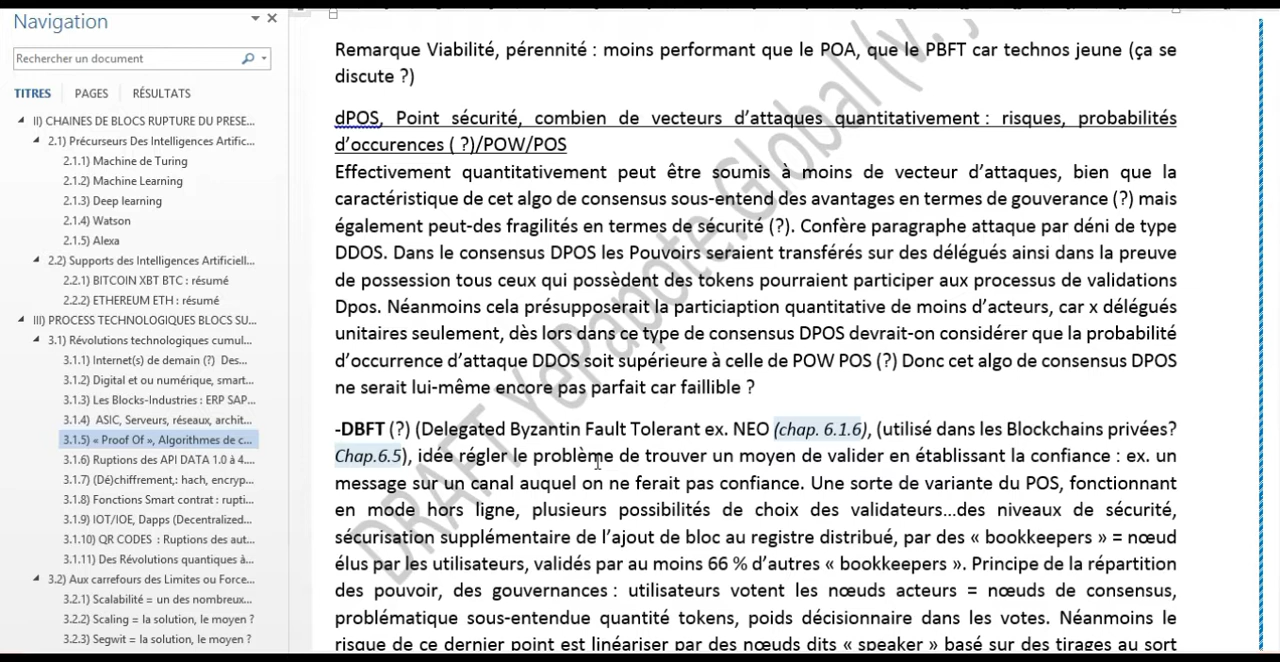 Navigation
Rechercher un document
TITRES PAGES RÉSULTATS
II) CHAINES DE BLOCS RUPTURE DU PRESE...
2.1) Précurseurs Des Intelligences Artific...
2.1.1) Machine de Turing
2.1.2) Machine Learning
2.1.3) Deep learning
2.1.4) Watson
2.1.5) Alexa
2.2) Supports des Intelligences Artificiell...
2.2.1) BITCOIN XBT BTC : résumé
2.2.2) ETHEREUM ETH : résumé
III) PROCESS TECHNOLOGIQUES BLOCS SU...
3.1) Révolutions technologiques cumul...
3.1.1) Internet(s) de demain (?) Des...
3.1.2) Digital et ou numérique, smart...
3.1.3) Les Blocks-Industries : ERP SAP...
3.1.4) ASIC, Serveurs, réseaux, archit...
3.1.5) « Proof Of », Algorithmes de c...
3.1.6) Ruptions des API DATA 1.0 à 4....
3.1.7) (Dé)chiffrement,: hach, encryp...
3.1.8) Fonctions Smart contrat : rupti...
3.1.9) IOT/IOE, Dapps (Decentralized...
3.1.10) QR CODES : Ruptions des aut...
3.1.11) Des Révolutions quantiques à...
3.2) Aux carrefours des Limites ou Force...
3.2.1) Scalabilité = un des nombreux...
3.2.2) Scaling = la solution, le moyen ?
3.2.3) Segwit = la solution, le moyen ?
Remarque Viabilité, pérennité : moins performant que le POA, que le PBFT car technos jeune (ça se
discute ?)
dPOS, Point sécurité, combien de vecteurs d'attaques quantitativement : risques, probabilités
d'occurences ( ?)/POW/POS
Effectivement quantitativement peut être soumis à moins de vecteur d'attaques, bien que la
caractéristique de cet algo de consensus sous-entend des avantages en termes de gouverance (?) mais
également peut-des fragilités en termes de sécurité (?). Confère paragraphe attaque par déni de type
DDOS. Dans le consensus DPOS les Pouvoirs seraient transférés sur des délégués ainsi dans la preuve
de possession tous ceux qui possèdent des tokens pourraient participer aux processus de validations
Dpos. Néanmoins cela présupposerait la particiaption quantitative de moins d'acteurs, car x délégués
unitaires seulement, dès lors dans ce type de consensus DPOS devrait-on considérer que la probabilité
d'occurrence d'attaque DDOS soit supérieure à celle de POW POS (?) Donc cet algo de consensus DPOS
ne serait lui-même encore pas parfait car faillible ?
-DBFT (?) (Delegated Byzantin Fault Tolerant ex. NEO (chap. 6.1.6), (utilisé dans les Blockchains privées?
Chap.6.5), idée régler le problème de trouver un moyen de valider en établissant la confiance : ex. un
message sur un canal auquel on ne ferait pas confiance. Une sorte de variante du POS, fonctionnant
en mode hors ligne, plusieurs possibilités de choix des validateurs...des niveaux de sécurité,
sécurisation supplémentaire de l'ajout de bloc au registre distribué, par des « bookkeepers » = nœud
élus par les utilisateurs, validés par au moins 66 % d'autres « bookkeepers ». Principe de la répartition
des pouvoir, des gouvernances : utilisateurs votent les nœuds acteurs = nœuds de consensus,
problématique sous-entendue quantité tokens, poids décisionnaire dans les votes. Néanmoins le
risque de ce dernier point est linéariser par des nœuds dits « speaker » basé sur des tirages au sort
DRAFT YePapote.Global (v.